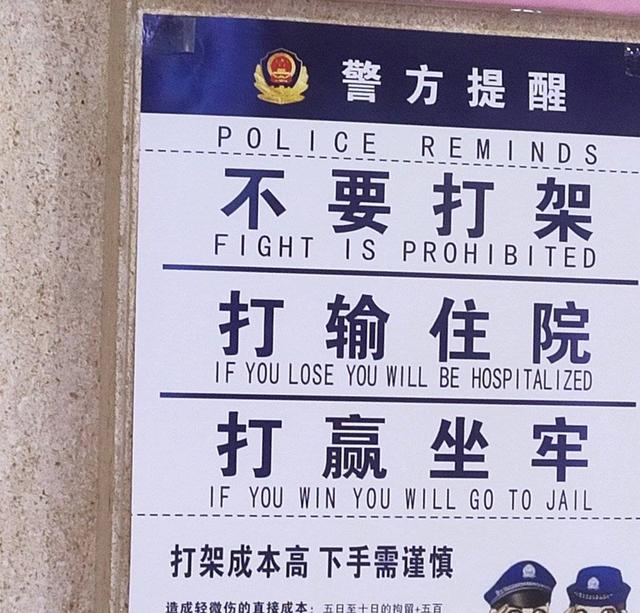 警方提醒
POLICE REMINDS
不要打架
FIGHT IS PROHIBITED
打输住院
IF YOU LOSE YOU WILL BE HOSPITALIZED
打赢坐牢
IF YOU WIN YOU WILL GO TO JAIL
打架成本高 下手需谨慎
造成轻微伤的直接成本：五日至十日的拘留+五百